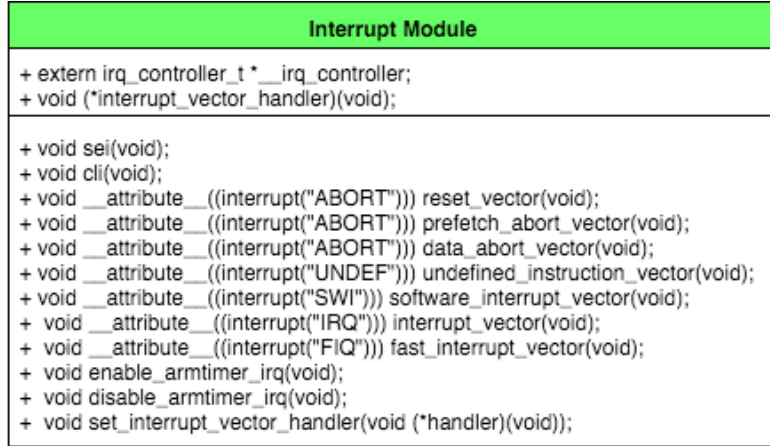 Interrupt Module
+ extern irq_controller_t *__irq_controller;
+ void (*interrupt_vector_handler)(void);
+ void sei(void);
+ void cli(void);
+ void __attribute__((interrupt("ABORT"))) reset_vector(void);
+ void __attribute__((interrupt("ABORT"))) prefetch_abort_vector(void);
+ void __attribute__((interrupt("ABORT"))) data_abort_vector(void);
+ void __attribute__((interrupt("UNDEF"))) undefined_instruction_vector(void);
+ void __attribute__((interrupt("SWI"))) software_interrupt_vector(void);
+ void __attribute__((interrupt("IRQ"))) interrupt_vector(void);
+ void __attribute__((interrupt("FIQ"))) fast_interrupt_vector(void);
+ void enable_armtimer_irq(void);
+ void disable_armtimer_irq(void);
+ void set_interrupt_vector_handler(void (*handler)(void));